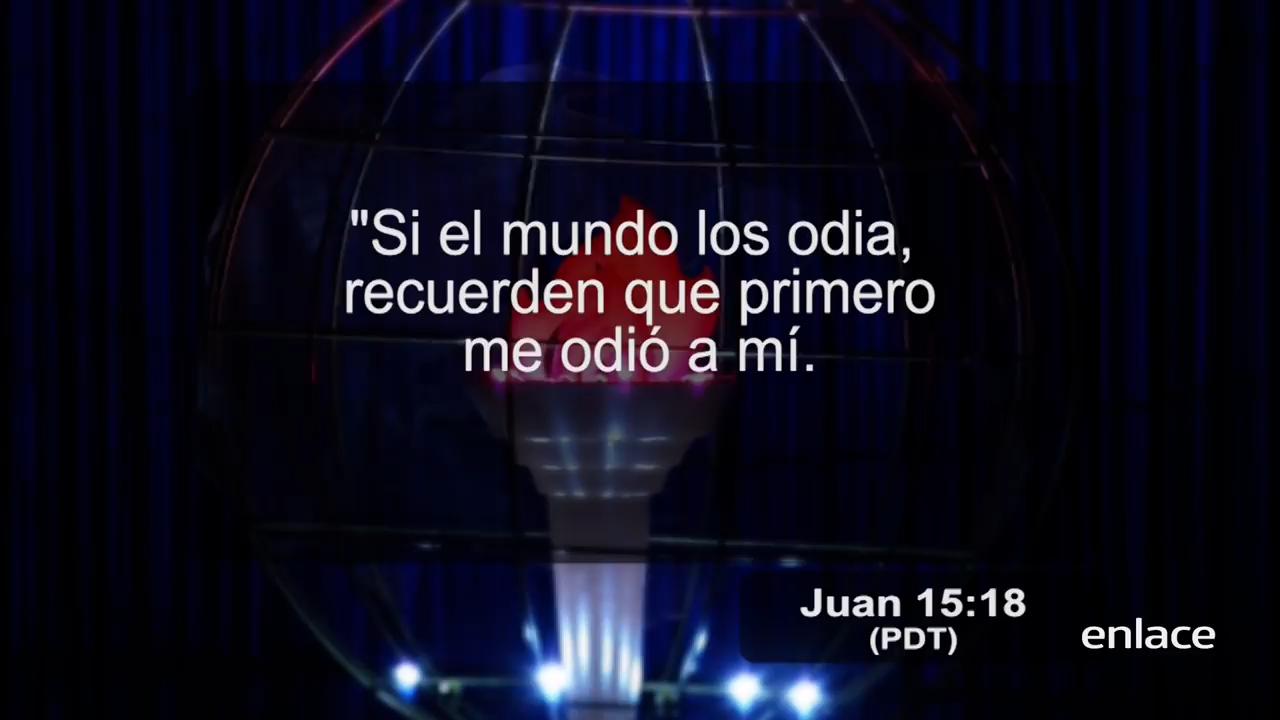 "Si el mundo los odia,
recuerden que primero
me odió a mí.
Juan 15:18
(PDT)
enlace